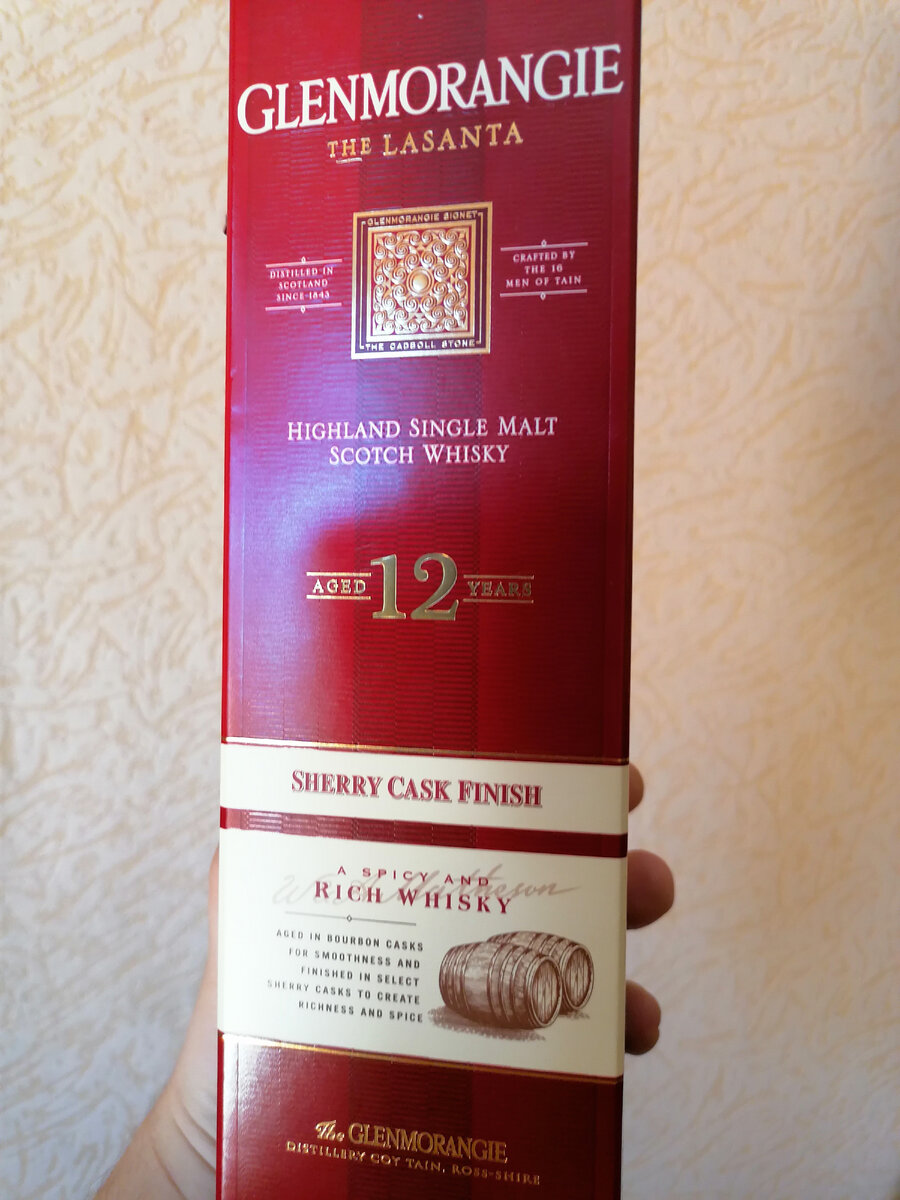 GLENMORANGIE
THE LASANTA
GLENMORANGIE SIGNET
THE CADBOLL STONE
DISTILLED IN
SCOTLAND
SINCE 1843
CRAFTED BY
THE 16
MEN OF TAIN
HIGHLAND SINGLE MALT
SCOTCH WHISKY
AGED 12 YEARS
SHERRY CASK FINISH
A SPICY AND
RICH WHISKY
AGED IN BOURBON CASKS
FOR SMOOTHNESS AND
FINISHED IN SELECT
SHERRY CASKS TO CREATE
RICHNESS AND SPICE
The GLENMORANGIE
DISTILLERY COY TAIN, ROSS-SHIRE